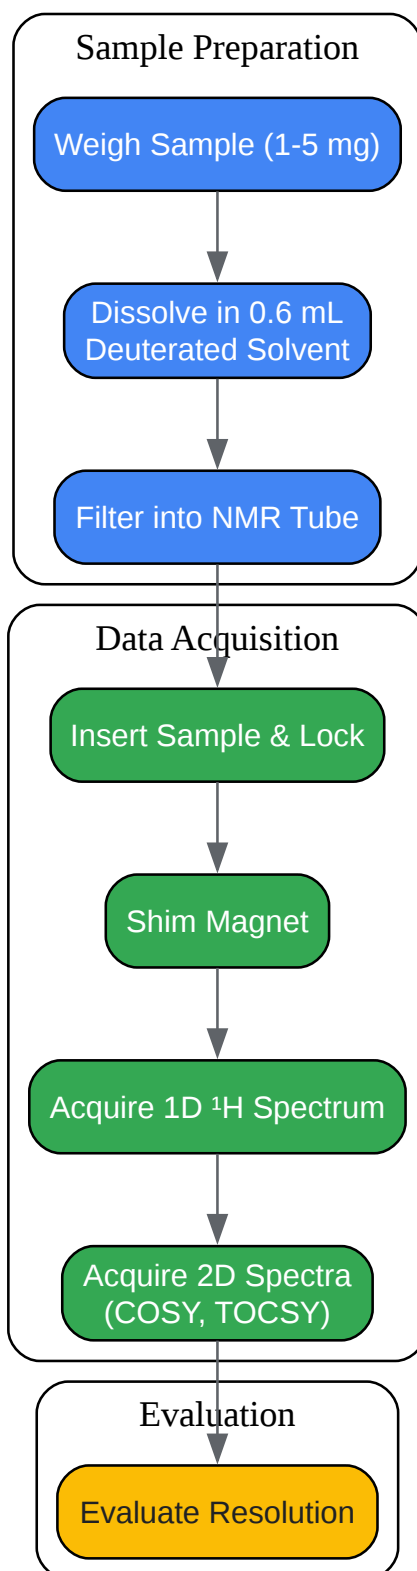 Sample Preparation
Weigh Sample (1-5 mg)
Dissolve in 0.6 mL
Deuterated Solvent
Filter into NMR Tube
Data Acquisition
Insert Sample & Lock
Shim Magnet
Acquire 1D ¹H Spectrum
Acquire 2D Spectra
(COSY, TOCSY)
Evaluation
Evaluate Resolution